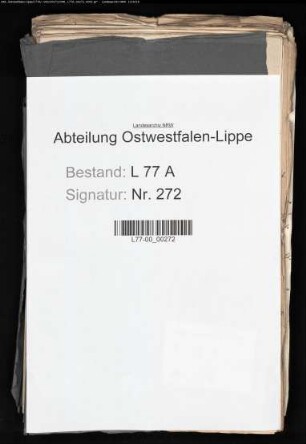 Landesarchiv NRW
Abteilung Ostwestfalen-Lippe
Bestand: L 77 A
Signatur: Nr. 272
L77-00_00272